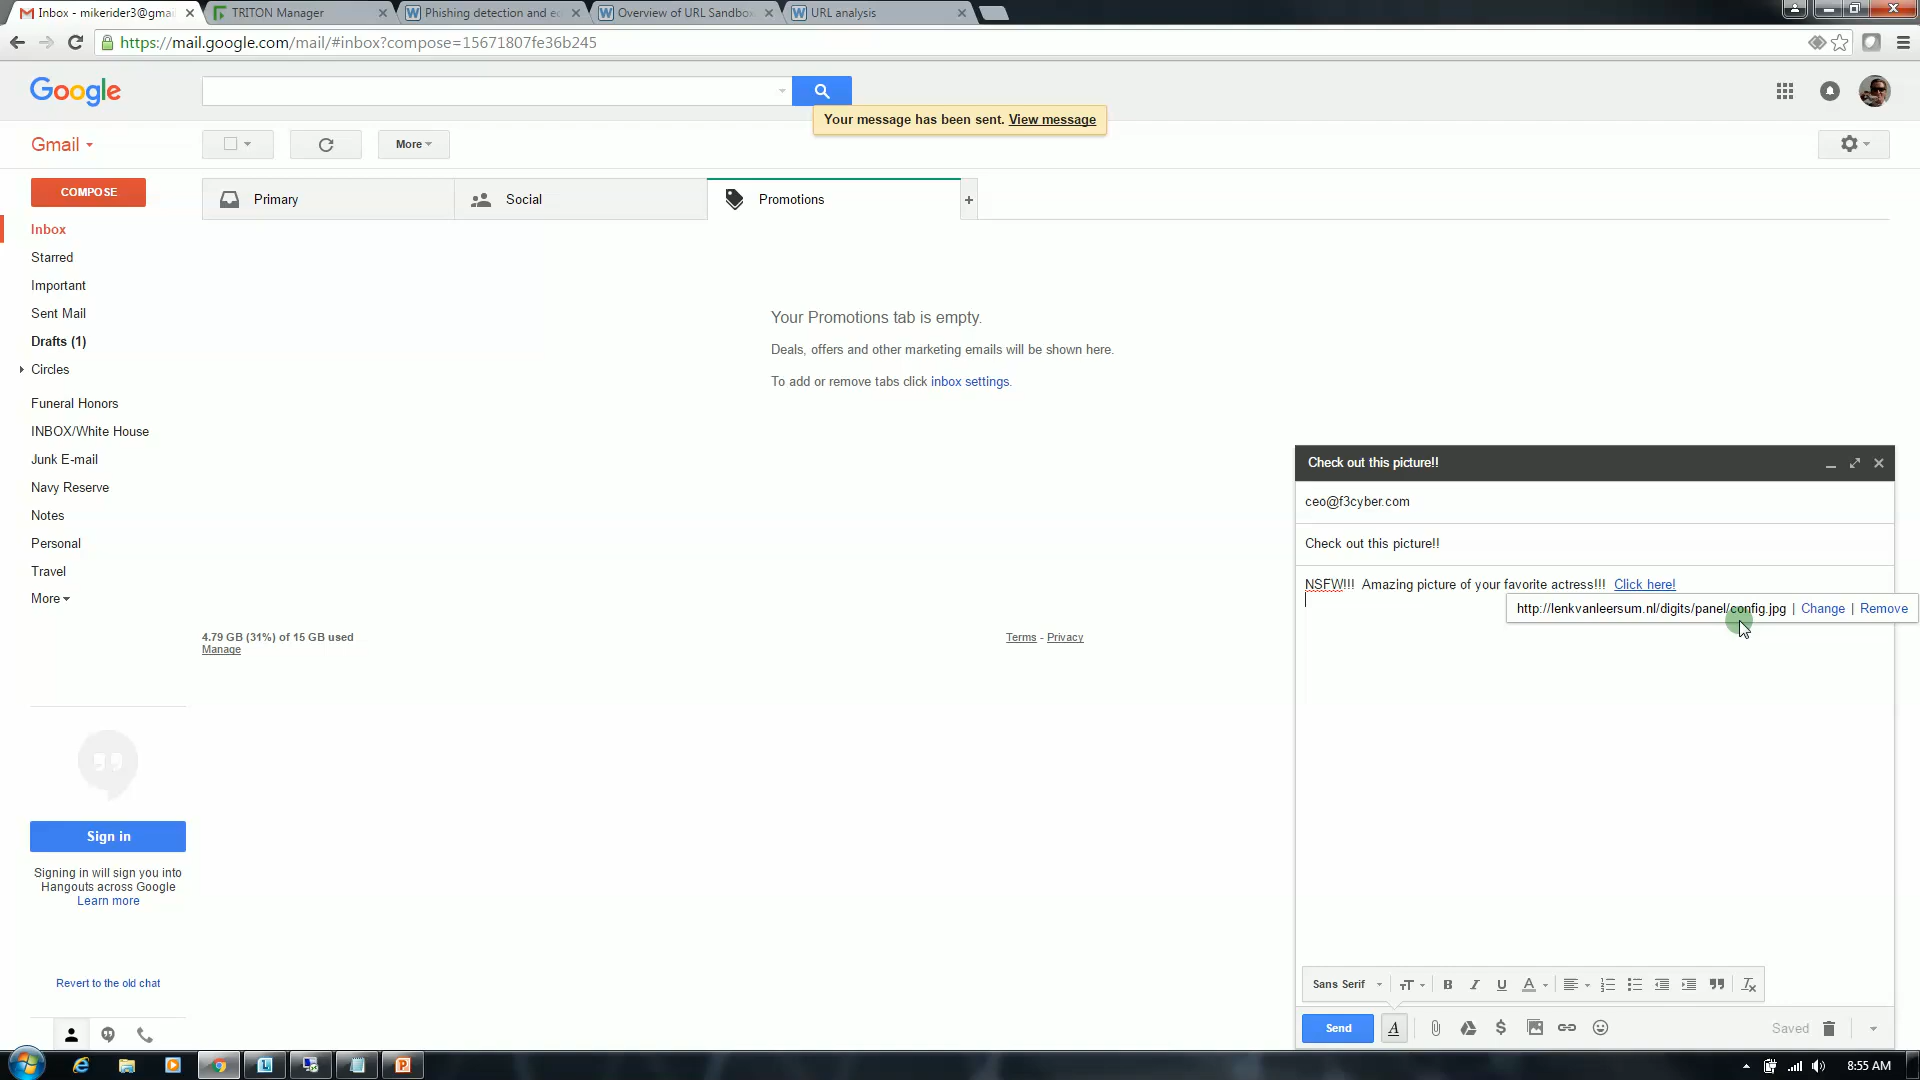 Inbox - mikerider3@gmai
TRITON Manager
Phishing detection and ed
Overview of URL Sandbox
URL analysis
https://mail.google.com/mail/#inbox?compose=15671807fe36b245
Google
Your message has been sent. View message
Gmail
More
COMPOSE
Primary
Social
Promotions
+
Inbox
Starred
Important
Sent Mail
Drafts (1)
Circles
Funeral Honors
INBOX/White House
Junk E-mail
Navy Reserve
Notes
Personal
Travel
More
Your Promotions tab is empty.
Deals, offers and other marketing emails will be shown here.
To add or remove tabs click inbox settings.
4.79 GB (31%) of 15 GB used
Manage
Terms - Privacy
Check out this picture!!
ceo@f3cyber.com
Check out this picture!!
NSFW!!! Amazing picture of your favorite actress!!! Click here!
http://lenkvanleersum.nl/digits/panel/config.jpg | Change | Remove
Sign in
Signing in will sign you into
Hangouts across Google
Learn more
Revert to the old chat
Sans Serif
Send
Saved
8:55 AM